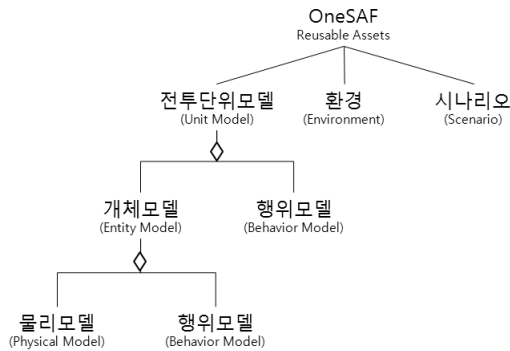 OneSAF
Reusable Assets
전투단위모델
(Unit Model)
환경
(Environment)
시나리오
(Scenario)
개체모델
(Entity Model)
행위모델
(Behavior Model)
물리모델
(Physical Model)
행위모델
(Behavior Model)